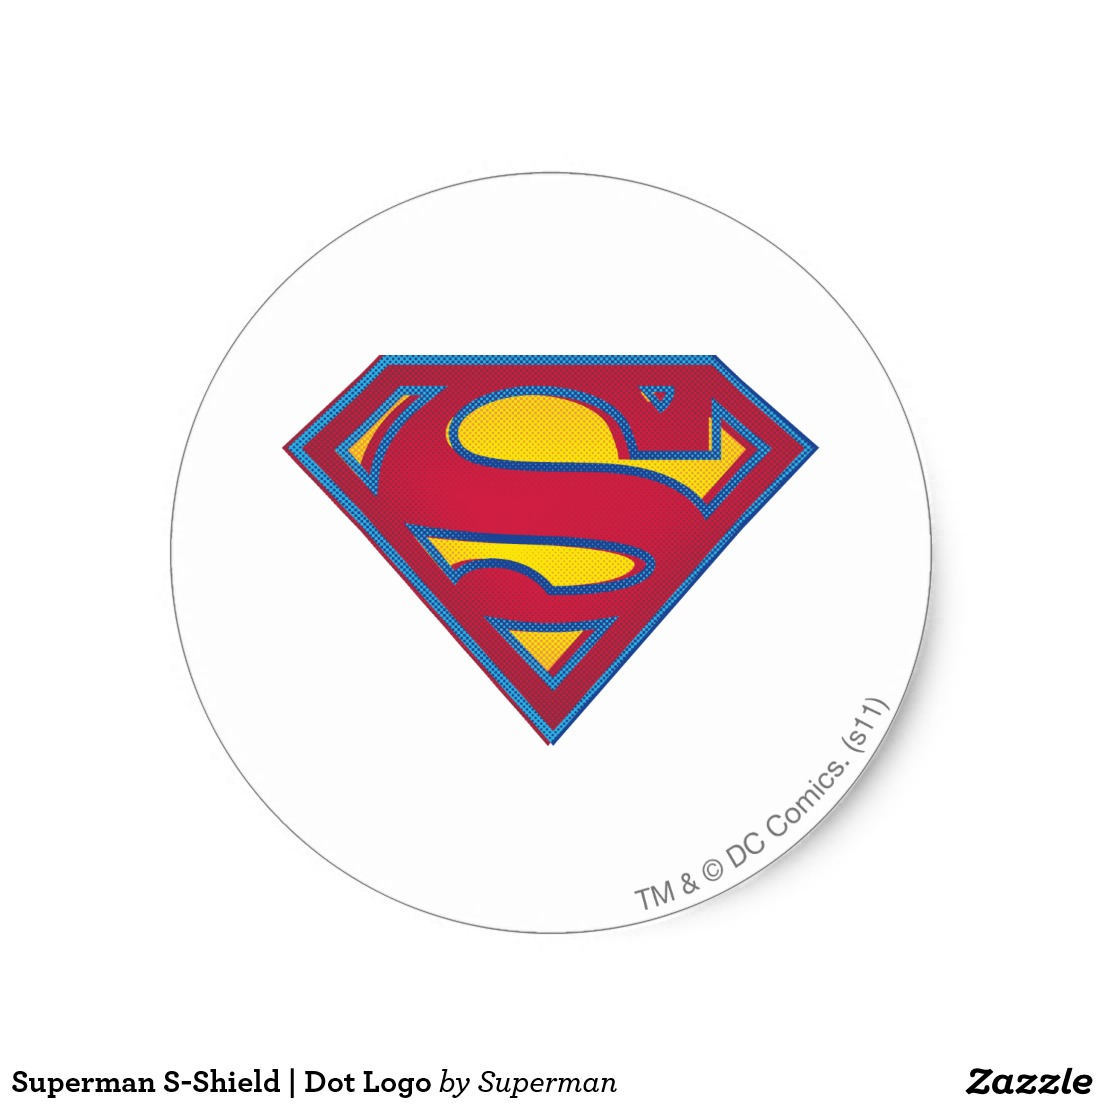 S
TM & © DC Comics. (s11)
Superman S-Shield | Dot Logo by Superman
Zazzle